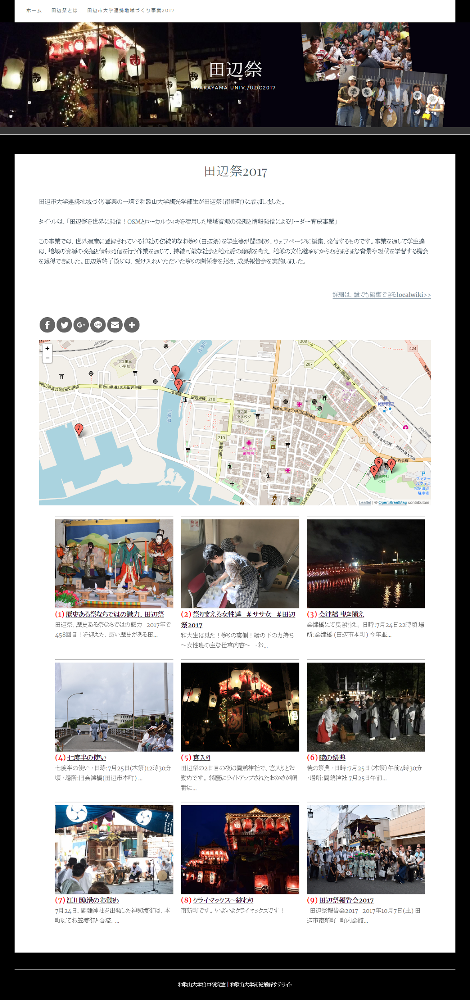 ホーム 田辺祭とは 田辺市大学連携地域づくり事業2017
田辺祭
WAKAYAMA UNIV./UDC2017
田辺祭2017
田辺市大学連携地域づくり事業の一環で和歌山大学観光学部生が田辺祭（南新町）に参加しました。
タイトルは、「田辺祭を世界に発信！OSMとローカルウィキを活用した地域資源の発掘と情報発信によるリーダー育成事業」
この事業では、世界遺産に登録されている神社の伝統的なお祭り（田辺祭）を学生等が聞き取り、ウェブページに編集、発信するものです。事業を通して学生達
は、地域の資源の発掘と情報発信を行う作業を通じて、持続可能な社会と地元愛の醸成を考え、地域の文化継承にからむさまざまな背景や現状を学習する機会
を獲得できました。田辺祭終了後には、受け入れいただいた祭りの関係者を招き、成果報告会を実施しました。
詳細は、誰でも編集できるlocalwiki>>
LINE
1424
JR紀勢
会津川
208
424
+
−
市立第三
小学校
207
秋津川田辺線
4
3
29
和歌山県道210号田辺港線
和歌山県道210号田辺港線
会津橋
田辺港線
210
スーパー
プライス
カット
紀伊田辺
会津川
田辺第一
小学校グ
ランド
和歌山県道29号田辺龍神線
紀伊田辺停車場線
7
JR紀勢線
210
田辺港線
31
熊野古道大辺路
熊野古道大辺路
洗心会玉
置病院
田辺白浜線
5
6
8
闘鶏神社
の杜
206
206号文里湊線
P
ファミー
ルヴィラ
紀伊田辺
駐車場
Leaflet | © OpenStreetMap contributors
(1) 歴史ある祭ならではの魅力、田辺祭
田辺祭、歴史ある祭ならではの魅力 2017年で
458回目！を迎えた、長い歴史がある田...
(2) 祭り支える女性達 ＃ササ女 ＃田辺
祭2017
和大生は見た！祭りの裏側！縁の下の力持ち
～女性班の主な仕事内容～ ・お...
(3) 会津橋 曳き揃え
会津橋にて曳き揃え。 日時:7月24日22時頃 場
所:会津橋 (田辺市本町) 今年並...
(4) 七度半の使い
七度半の使い ・日時:7月25日(本祭)12時30分
頃 ・場所:旧会津橋(田辺市本町) ...
(5) 宮入り
田辺祭の2日目の夜は闘鶏神社で、宮入りとお
勤めです。 綺麗にライトアップされたおかさが順
番に...
(6) 暁の祭典
暁の祭典 ・日時:7月25日（本祭）午前4時30分
・場所:闘鶏神社 7月25日午前...
(7) 江川漁港のお勤め
7月24日、闘雞神社を出発した神輿渡御は、本
町にてお笠渡御と合流、...
(8) クライマックス～終わり
南新町です。 いよいよクライマックスです！
(9) 田辺祭報告会2017
田辺祭報告会2017 2017年10月7日(土) 田
辺市南新町 町内会館...
和歌山大学出口研究室 | 和歌山大学南紀熊野サテライト